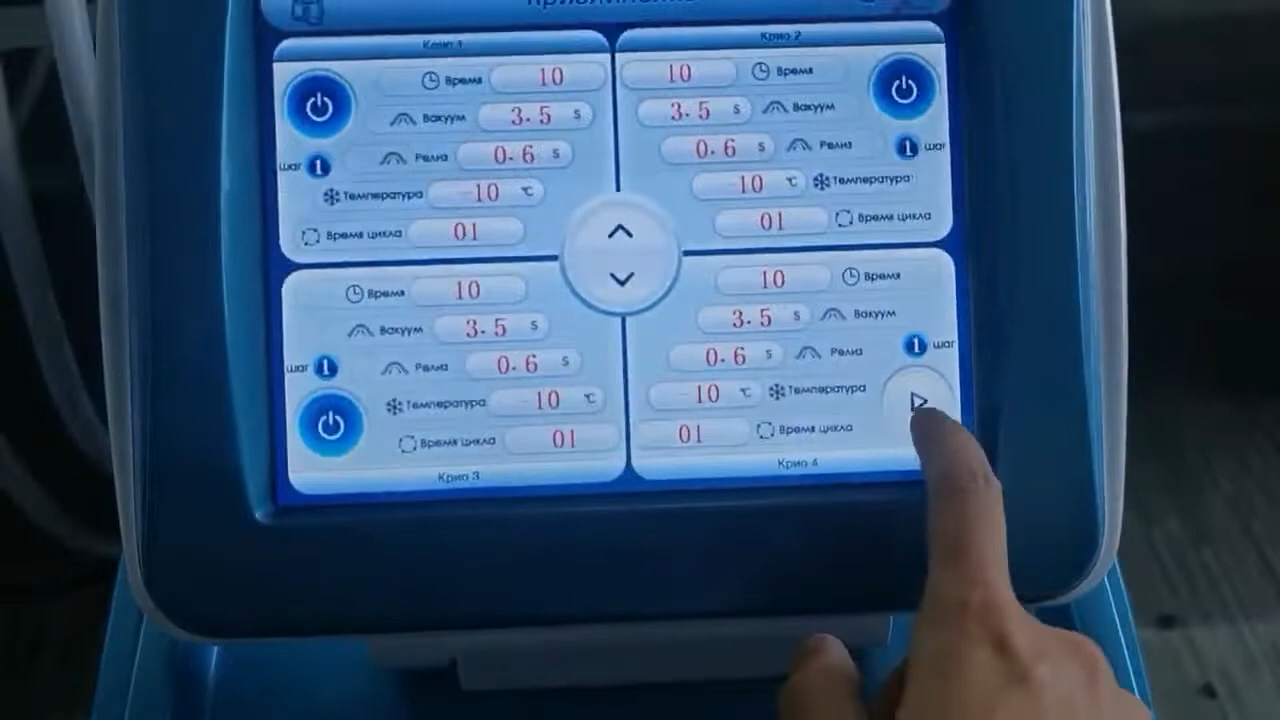 Крио 1
Время 10
Вакуум 3.5 S
Релиз 0.6 S
шаг 1
Температура -10 ℃
Время цикла 01
Крио 2
10 Время
3.5 S Вакуум
0.6 S Релиз
1 шаг
-10 ℃ Температура
01 Время цикла
Время 10
Вакуум 3.5 S
шаг 1
Релиз 0.6 S
Температура -10 ℃
Время цикла 01
Крио 3
10 Время
3.5 S Вакуум
1 шаг
0.6 S Релиз
-10 ℃ Температура
01 Время цикла
Крио 4